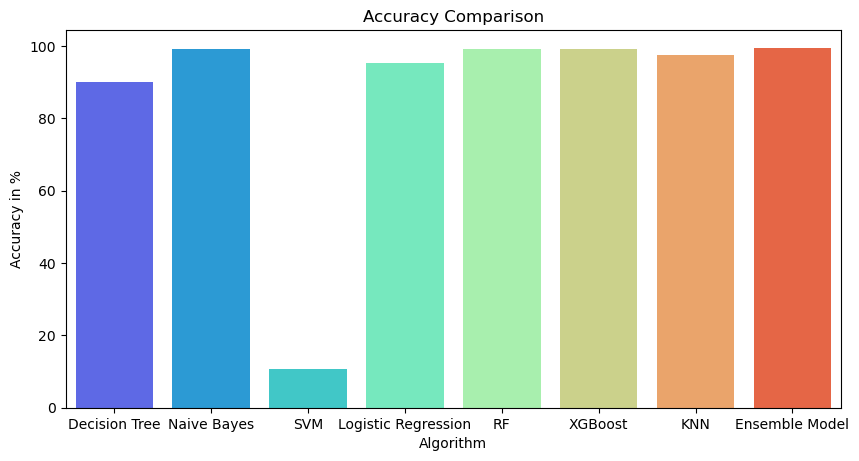 Accuracy Comparison
Accuracy in %
100
80
60
40
20
0
Decision Tree Naive Bayes SVM Logistic Regression RF XGBoost KNN Ensemble Model
Algorithm